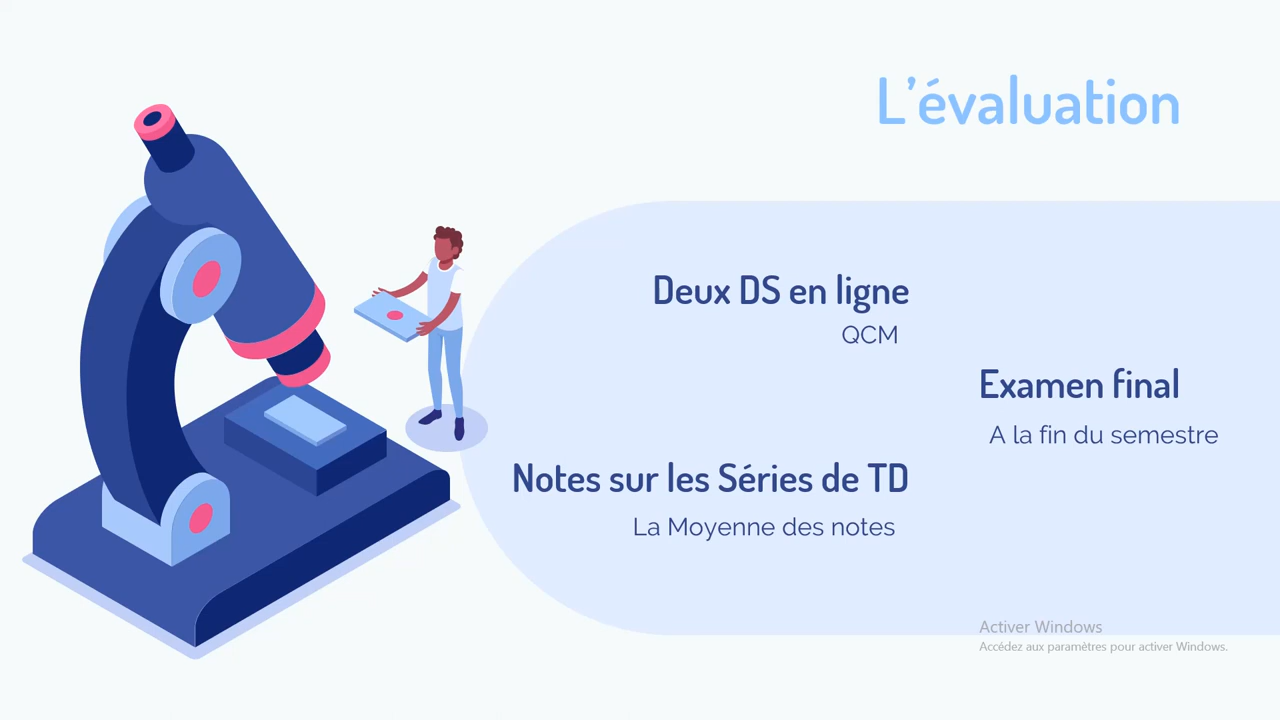 L'évaluation
Deux DS en ligne
QCM
Examen final
A la fin du semestre
Notes sur les Séries de TD
La Moyenne des notes
Activer Windows
Accédez aux paramètres pour activer Windows.